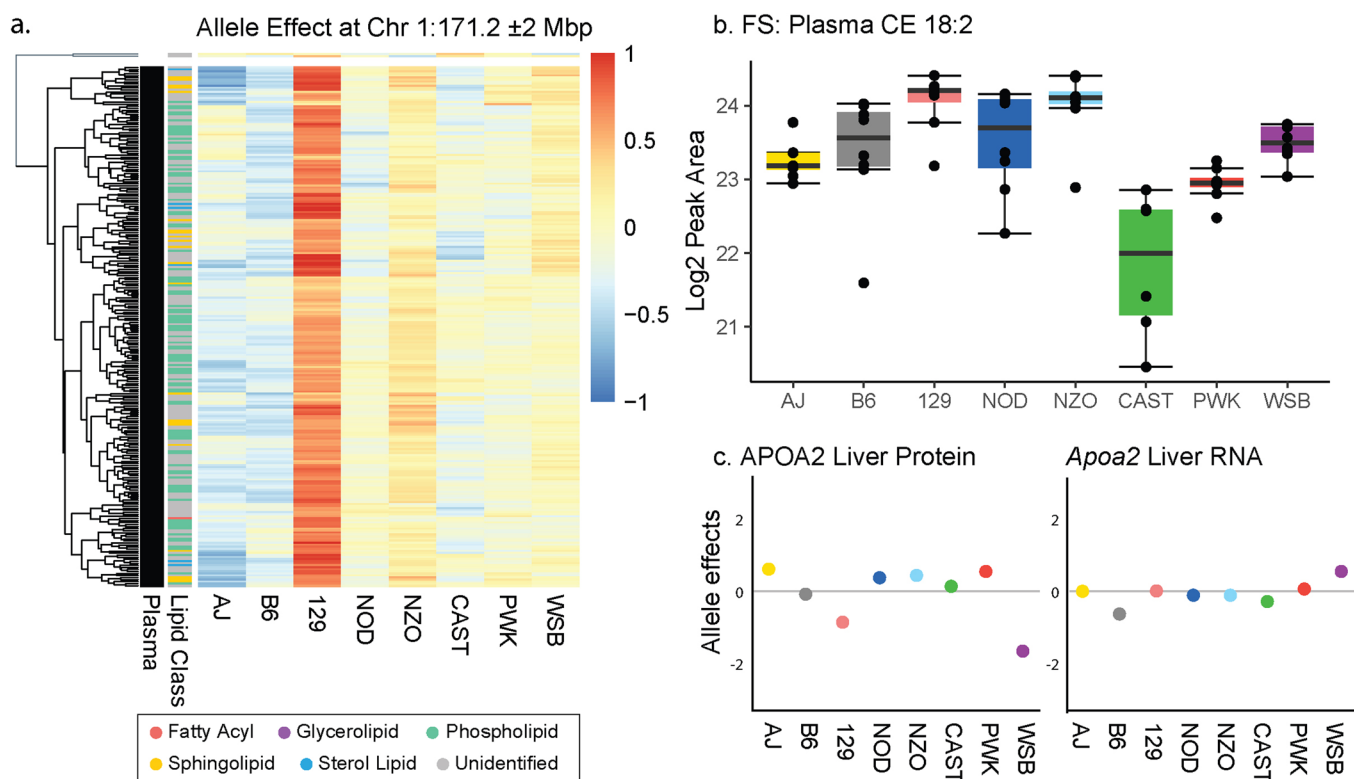 a.
Allele Effect at Chr 1:171.2 ±2 Mbp
1
0.5
0
−0.5
−1
Plasma
Lipid Class
AJ
B6
129
NOD
NZO
CAST
PWK
WSB
Fatty Acyl
Glycerolipid
Phospholipid
Sphingolipid
Sterol Lipid
Unidentified
b. FS: Plasma CE 18:2
Log2 Peak Area
24
23
22
21
AJ
B6
129
NOD
NZO
CAST
PWK
WSB
c. APOA2 Liver Protein
Allele effects
2
0
-2
AJ
B6
129
NOD
NZO
CAST
PWK
WSB
Apoa2 Liver RNA
2
0
-2
AJ
B6
129
NOD
NZO
CAST
PWK
WSB